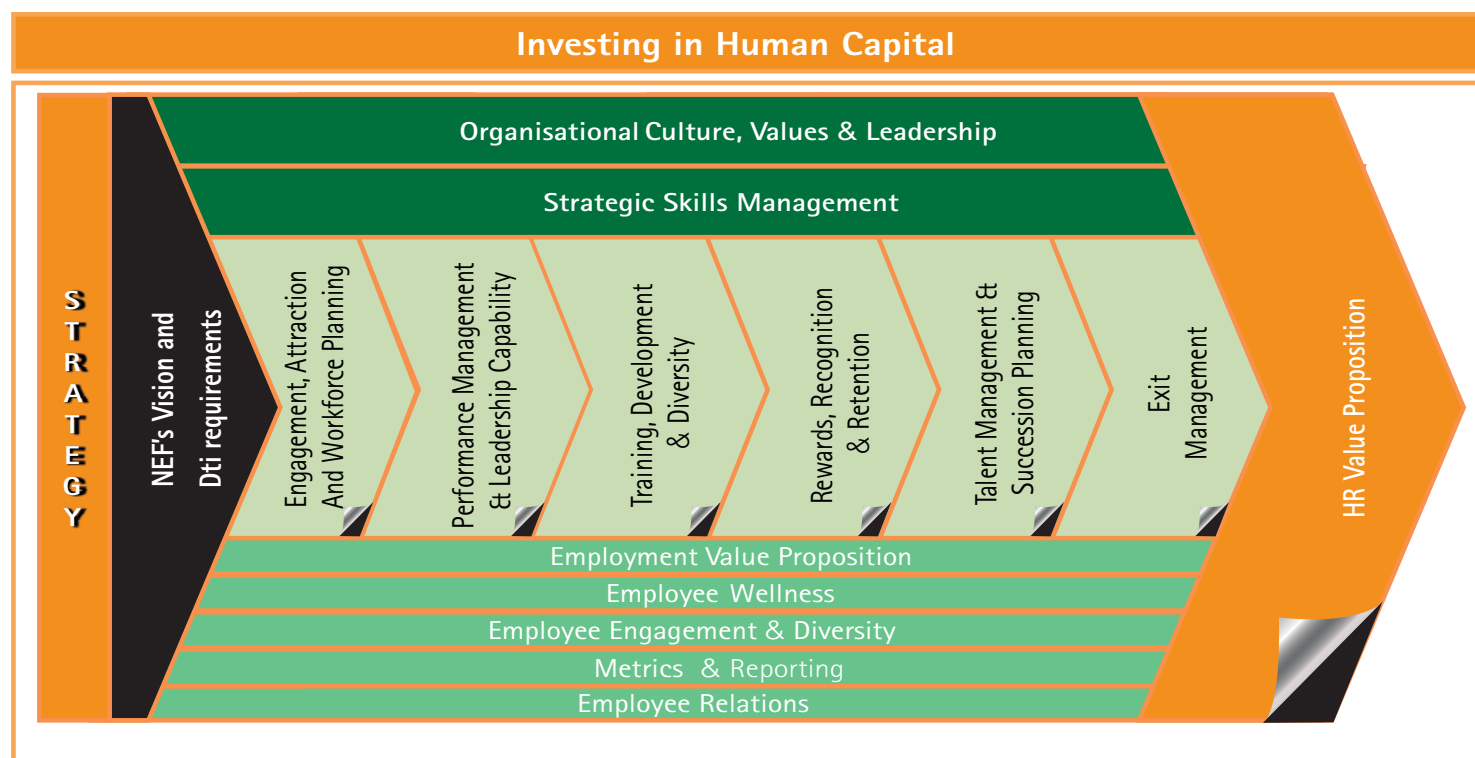 Investing in Human Capital
Organisational Culture, Values & Leadership
Strategic Skills Management
STRATEGY
NEF's Vision and
Dti requirements
Engagement, Attraction
And Workforce Planning
Performance Management
& Leadership Capability
Training, Development
& Diversity
Rewards, Recognition
& Retention
Talent Management &
Succession Planning
Exit
Management
HR Value Proposition
Employment Value Proposition
Employee Wellness
Employee Engagement & Diversity
Metrics & Reporting
Employee Relations